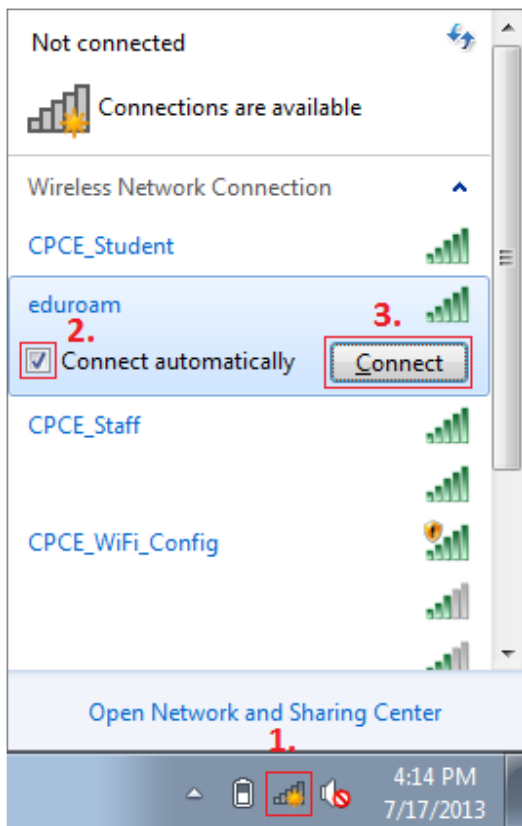 Not connected
Connections are available
Wireless Network Connection
CPCE_Student
eduroam
2.
3.
Connect automatically
Connect
CPCE_Staff
CPCE_WiFi_Config
Open Network and Sharing Center
1.
4:14 PM
7/17/2013